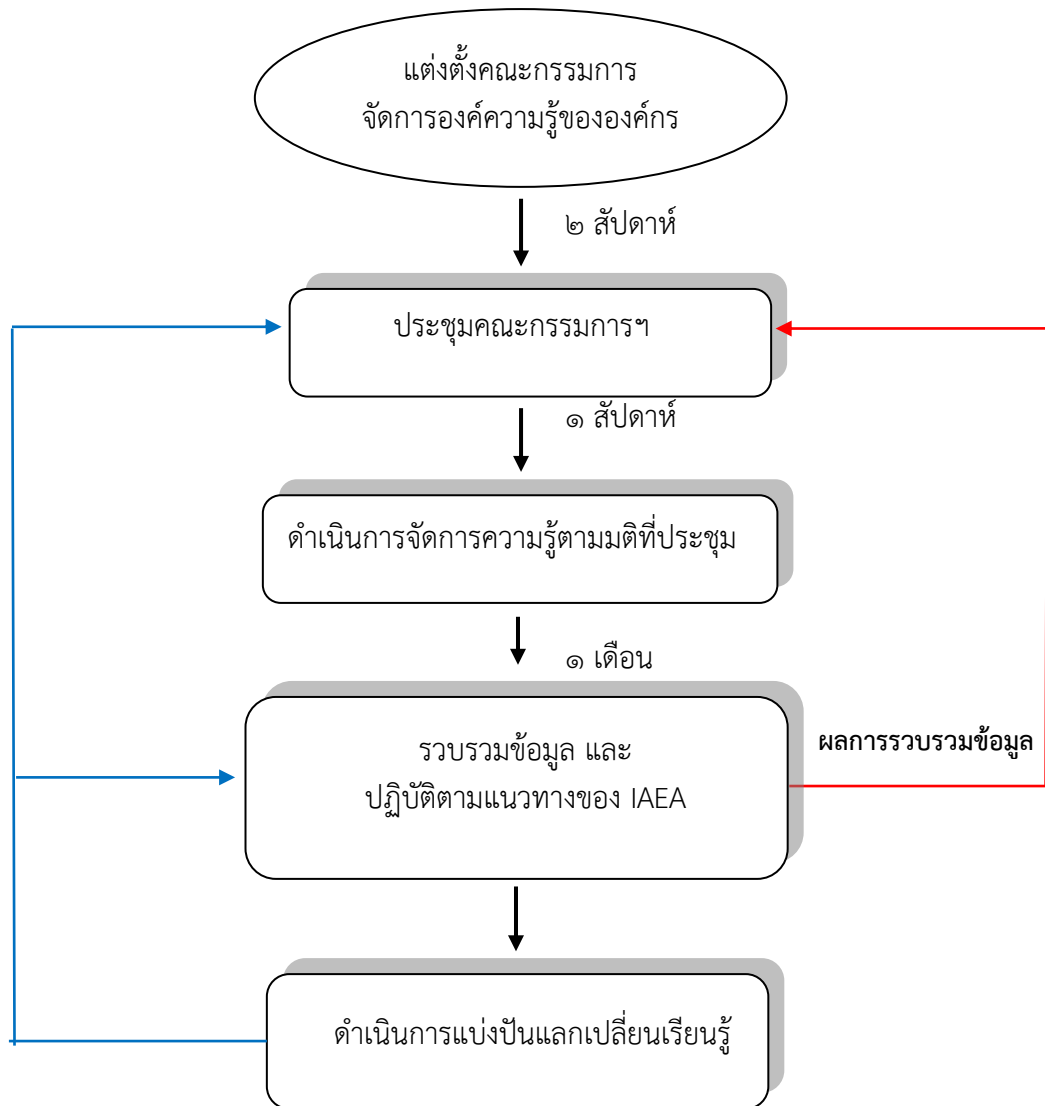 แต่งตั้งคณะกรรมการ
จัดการองค์ความรู้ขององค์กร
๒ สัปดาห์
ประชุมคณะกรรมการฯ
๑ สัปดาห์
ดำเนินการจัดการความรู้ตามมติที่ประชุม
๑ เดือน
รวบรวมข้อมูล และ
ปฏิบัติตามแนวทางของ IAEA
ผลการรวบรวมข้อมูล
ดำเนินการแบ่งปันแลกเปลี่ยนเรียนรู้